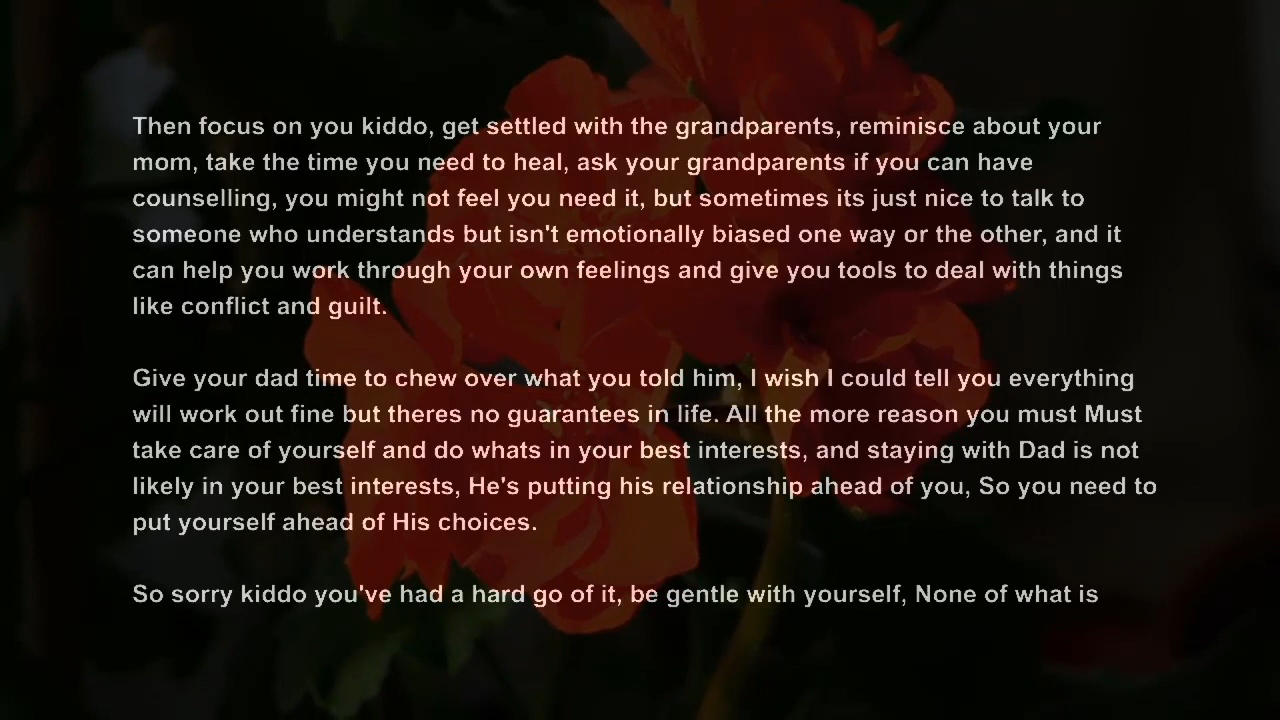 Then focus on you kiddo, get settled with the grandparents, reminisce about your
mom, take the time you need to heal, ask your grandparents if you can have
counselling, you might not feel you need it, but sometimes its just nice to talk to
someone who understands but isn't emotionally biased one way or the other, and it
can help you work through your own feelings and give you tools to deal with things
like conflict and guilt.
Give your dad time to chew over what you told him, I wish I could tell you everything
will work out fine but theres no guarantees in life. All the more reason you must Must
take care of yourself and do whats in your best interests, and staying with Dad is not
likely in your best interests, He's putting his relationship ahead of you, So you need to
put yourself ahead of His choices.
So sorry kiddo you've had a hard go of it, be gentle with yourself, None of what is